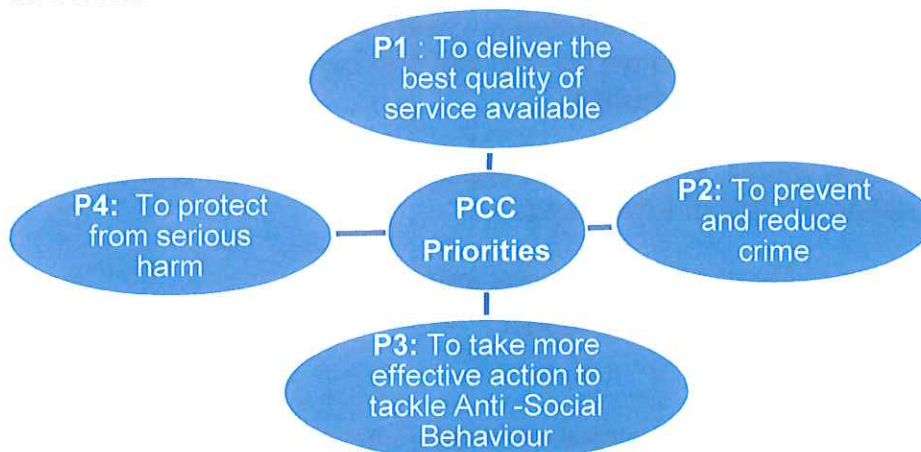 P1 : To deliver the
best quality of
service available
P4: To protect
from serious
harm
PCC
Priorities
P2: To prevent
and reduce
crime
P3: To take more
effective action to
tackle Anti -Social
Behaviour